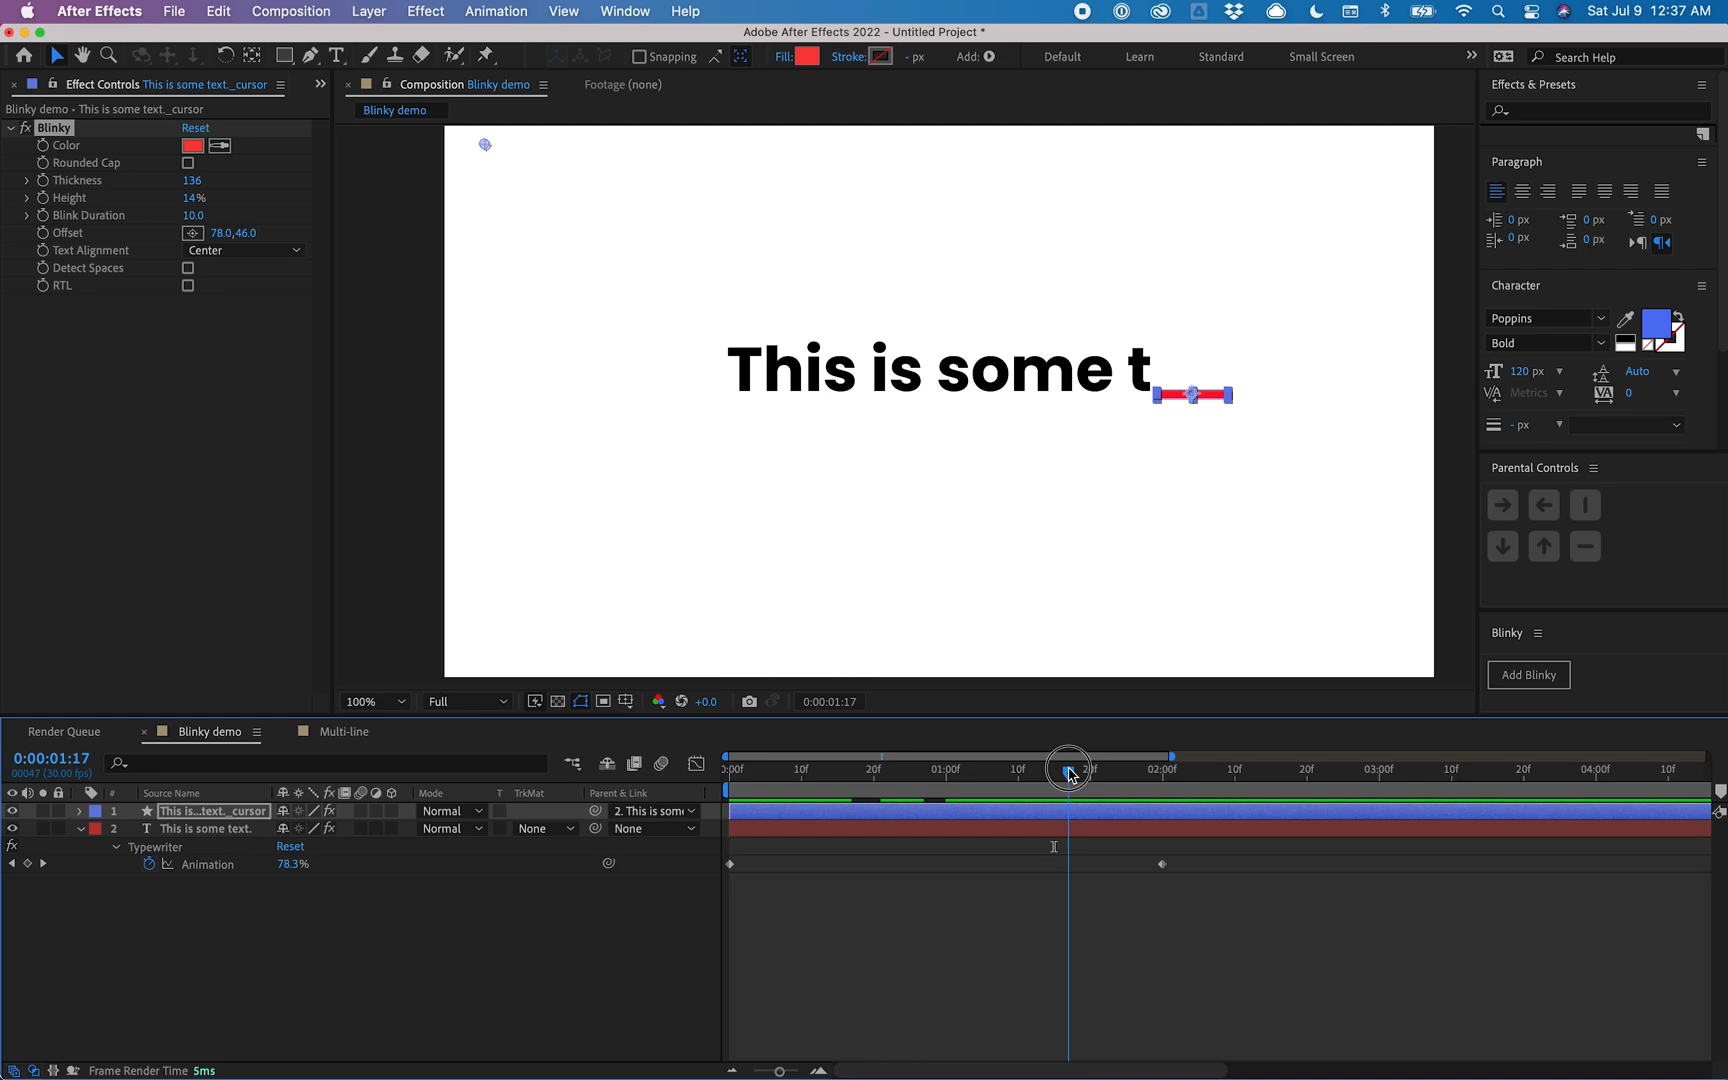 After Effects File Edit Composition Layer Effect Animation View Window Help Sat Jul 9 12:37 AM
Adobe After Effects 2022 - Untitled Project *
Snapping Fill: Stroke: - px Add: Default Learn Standard Small Screen Search Help
Effect Controls This is some text._cursor
Composition Blinky demo
Footage (none)
Effects & Presets
Blinky demo • This is some text._cursor
Blinky demo
fx Blinky Reset
Color
Rounded Cap
Thickness 136
Height 14%
Blink Duration 10.0
Offset 78.0,46.0
Text Alignment Center
Detect Spaces
RTL
This is some t
Paragraph
0 px 0 px 0 px
0 px 0 px
Character
Poppins
Bold
120 px Auto
Metrics 0
- px
Parental Controls
Blinky
Add Blinky
100% Full +0.0 0:00:01:17
Render Queue Blinky demo Multi-line
0:00:01:17
00047 (30.00 fps)
0:00f 10f 20f 01:00f 10f 20f 02:00f 10f 20f 03:00f 10f 20f 04:00f 10f
# Source Name fx Mode T TrkMat Parent & Link
1 This is...text._cursor fx Normal 2. This is some
2 T This is some text. fx Normal None None
fx Typewriter Reset
Animation 78.3%
Frame Render Time 5ms